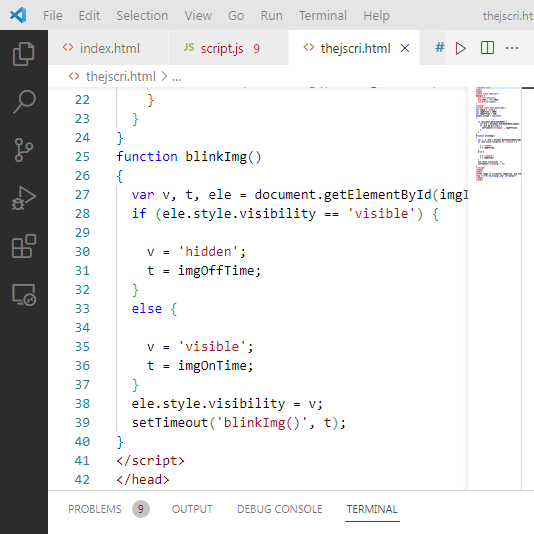 File Edit Selection View Go Run Terminal Help thejscri.html
index.html JS script.js 9 thejscri.html #
thejscri.html > ...
22 }
23 }
24 }
25 function blinkImg()
26 {
27 var v, t, ele = document.getElementById(imgI
28 if (ele.style.visibility == 'visible') {
29
30 v = 'hidden';
31 t = imgOffTime;
32 }
33 else {
34
35 v = 'visible';
36 t = imgOnTime;
37 }
38 ele.style.visibility = v;
39 setTimeout('blinkImg()', t);
40 }
41 </script>
42 </head>
PROBLEMS 9 OUTPUT DEBUG CONSOLE TERMINAL